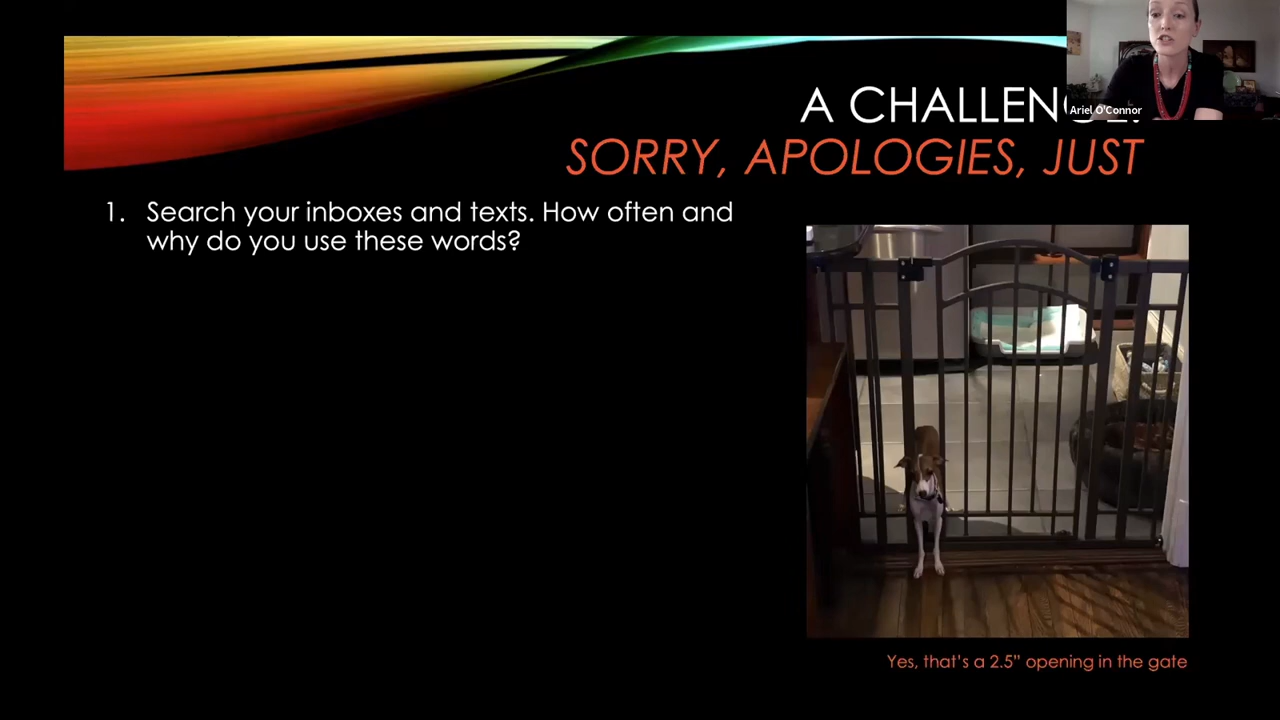 A CHALLEN
Ariel O'Connor
SORRY, APOLOGIES, JUST
1. Search your inboxes and texts. How often and
why do you use these words?
Yes, that's a 2.5" opening in the gate